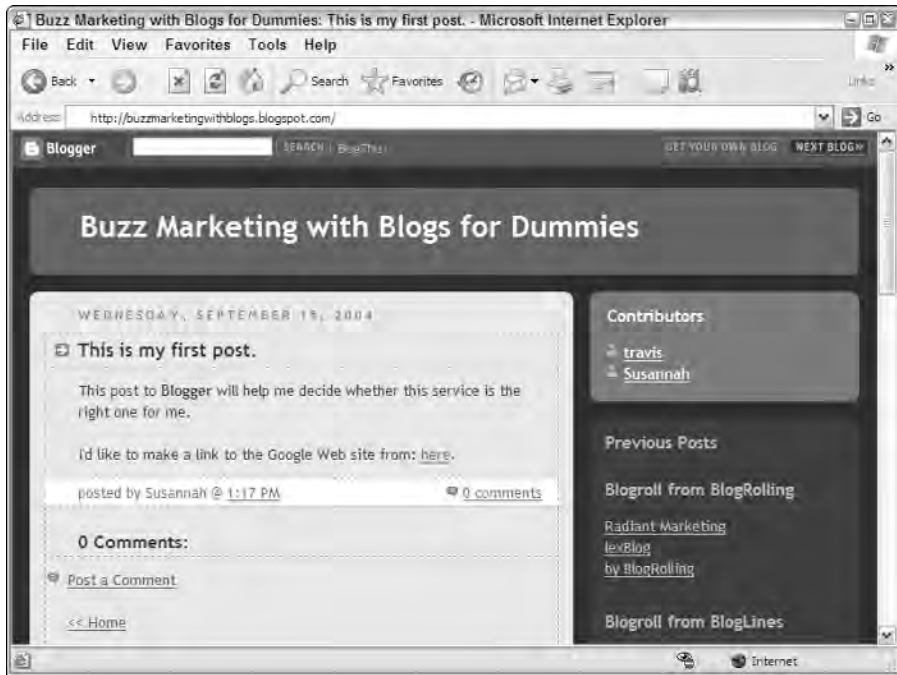 Buzz Marketing with Blogs for Dummies: This is my first post. - Microsoft Internet Explorer
File Edit View Favorites Tools Help
Back Search Favorites Links »
Address http://buzzmarketingwithblogs.blogspot.com/ Go
Blogger SEARCH BlogThis! GET YOUR OWN BLOG NEXT BLOG»
Buzz Marketing with Blogs for Dummies
WEDNESDAY, SEPTEMBER 15, 2004
This is my first post.
This post to Blogger will help me decide whether this service is the
right one for me.
I'd like to make a link to the Google Web site from: here.
posted by Susannah @ 1:17 PM 0 comments
0 Comments:
Post a Comment
<< Home
Contributors
travis
Susannah
Previous Posts
Blogroll from BlogRolling
Radiant Marketing
lexBlog
by BlogRolling
Blogroll from BlogLines
Internet